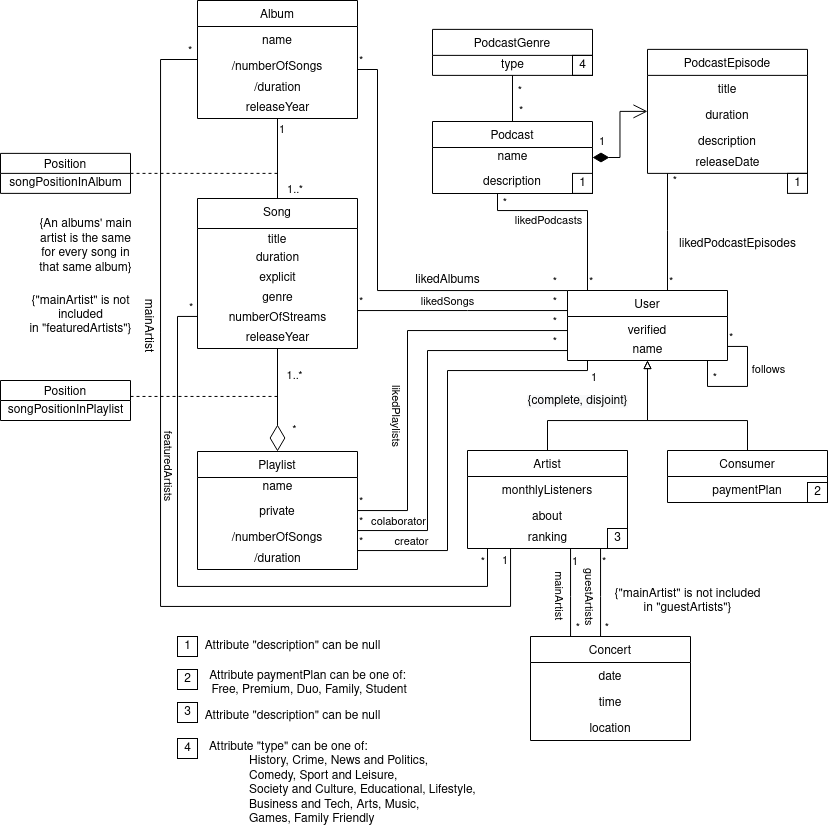 Album
name
/numberOfSongs
/duration
releaseYear
*
*
PodcastGenre
type
4
*
*
Podcast
name
description
1
1
*
PodcastEpisode
title
duration
description
releaseDate
1
*
Position
songPositionInAlbum
1
1..*
{An albums' main
artist is the same
for every song in
that same album}
{"mainArtist" is not
included
in "featuredArtists"}
mainArtist
Song
title
duration
explicit
genre
numberOfStreams
releaseYear
*
*
likedPodcasts
likedPodcastEpisodes
likedAlbums
*
*
*
likedSongs
*
*
*
User
verified
name
*
*
follows
1
{complete, disjoint}
Position
songPositionInPlaylist
1..*
*
likedPlaylists
featuredArtists
Playlist
name
private
/numberOfSongs
/duration
*
*
colaborator
*
creator
Artist
monthlyListeners
about
ranking
3
Consumer
paymentPlan
2
*
1
mainArtist
1
guestArtists
*
*
*
{"mainArtist" is not included
in "guestArtists"}
Concert
date
time
location
1 Attribute "description" can be null
2 Attribute paymentPlan can be one of:
Free, Premium, Duo, Family, Student
3 Attribute "description" can be null
4 Attribute "type" can be one of:
History, Crime, News and Politics,
Comedy, Sport and Leisure,
Society and Culture, Educational, Lifestyle,
Business and Tech, Arts, Music,
Games, Family Friendly